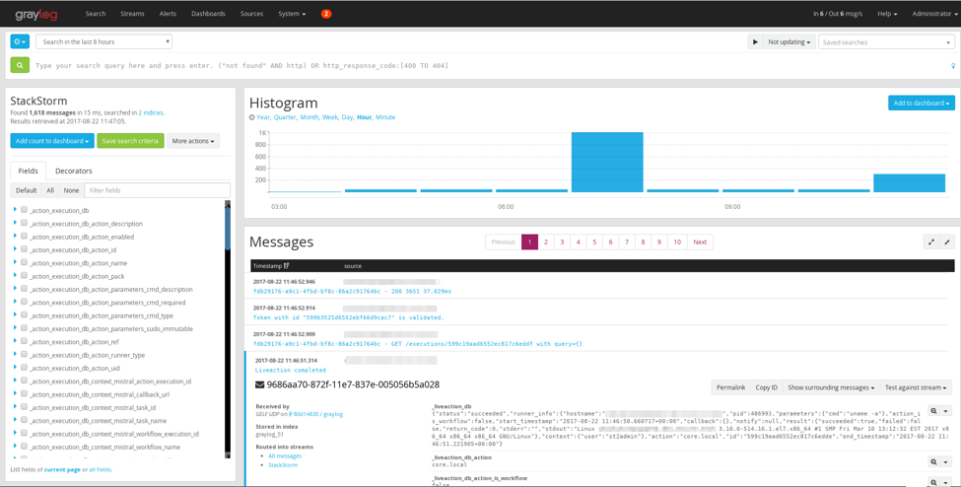 graylog Search Streams Alerts Dashboards Sources System 2 In 6 / Out 6 msg/s Help Administrator
Search in the last 8 hours Not updating Saved searches
Type your search query here and press enter. ("not found" AND http) OR http_response_code:[400 TO 404]
StackStorm
Found 1,618 messages in 15 ms, searched in 2 indices.
Results retrieved at 2017-08-22 11:47:05.
Add count to dashboard Save search criteria More actions
Fields Decorators
Default All None Filter fields
_action_execution_db
_action_execution_db_action_description
_action_execution_db_action_enabled
_action_execution_db_action_id
_action_execution_db_action_name
_action_execution_db_action_pack
_action_execution_db_action_parameters_cmd_description
_action_execution_db_action_parameters_cmd_required
_action_execution_db_action_parameters_cmd_type
_action_execution_db_action_parameters_sudo_immutable
_action_execution_db_action_ref
_action_execution_db_action_runner_type
_action_execution_db_action_uid
_action_execution_db_context_mistral_action_execution_id
_action_execution_db_context_mistral_callback_url
_action_execution_db_context_mistral_task_id
_action_execution_db_context_mistral_task_name
_action_execution_db_context_mistral_workflow_execution_id
_action_execution_db_context_mistral_workflow_name
List fields of current page or all fields.
Histogram Add to dashboard
Year, Quarter, Month, Week, Day, Hour, Minute
1K
800
600
400
200
03:00 06:00 09:00
Messages Previous 1 2 3 4 5 6 7 8 9 10 Next
Timestamp source
2017-08-22 11:46:52.946
fdb29176-a9c1-4fbd-bf8c-86a2c91764bc - 200 3651 37.829ms
2017-08-22 11:46:52.914
Token with id "599b3525d6552ebf66d9cac7" is validated.
2017-08-22 11:46:52.909
fdb29176-a9c1-4fbd-bf8c-86a2c91764bc - GET /executions/599c19aad6552ec817c6eddf with query={}
2017-08-22 11:46:51.314
Liveaction completed
9686aa70-872f-11e7-837e-005056b5a028 Permalink Copy ID Show surrounding messages Test against stream
Received by
GELF UDP on 80d14830 / graylog
Stored in index
graylog_51
Routed into streams
All messages
StackStorm
_liveaction_db
{"status":"succeeded","runner_info":{"hostname":" ","pid":48699},"parameters":{"cmd":"uname -a"},"action_i
s_workflow":false,"start_timestamp":"2017-08-22 11:46:50.660717+00:00","callback":{},"notify":null,"result":{"succeeded":true,"failed":fal
se,"return_code":0,"stderr":"","stdout":"Linux 3.10.0-514.16.1.el7.x86_64 #1 SMP Fri Mar 10 13:12:32 EST 2017 x8
6_64 x86_64 x86_64 GNU/Linux"},"context":{"user":"st2admin"},"action":"core.local","id":"599c19aad6552ec817c6edde","end_timestamp":"2017-08-22 11:
46:51.221905+00:00"}
_liveaction_db_action
core.local
_liveaction_db_action_is_workflow
false